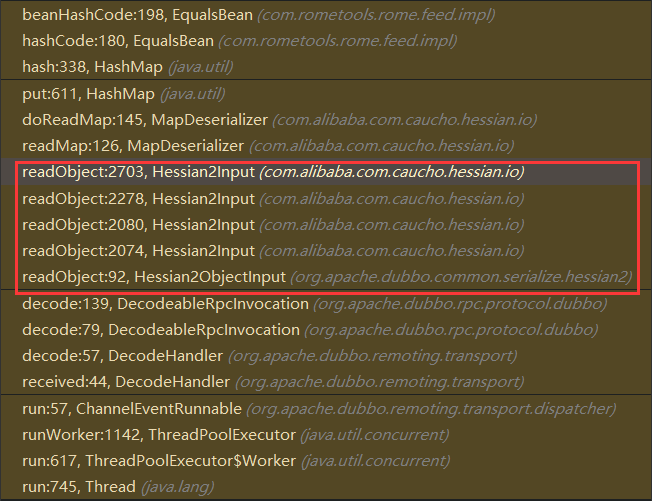 beanHashCode:198, EqualsBean (com.rometools.rome.feed.impl)
hashCode:180, EqualsBean (com.rometools.rome.feed.impl)
hash:338, HashMap (java.util)
put:611, HashMap (java.util)
doReadMap:145, MapDeserializer (com.alibaba.com.caucho.hessian.io)
readMap:126, MapDeserializer (com.alibaba.com.caucho.hessian.io)
readObject:2703, Hessian2Input (com.alibaba.com.caucho.hessian.io)
readObject:2278, Hessian2Input (com.alibaba.com.caucho.hessian.io)
readObject:2080, Hessian2Input (com.alibaba.com.caucho.hessian.io)
readObject:2074, Hessian2Input (com.alibaba.com.caucho.hessian.io)
readObject:92, Hessian2ObjectInput (org.apache.dubbo.common.serialize.hessian2)
decode:139, DecodeableRpcInvocation (org.apache.dubbo.rpc.protocol.dubbo)
decode:79, DecodeableRpcInvocation (org.apache.dubbo.rpc.protocol.dubbo)
decode:57, DecodeHandler (org.apache.dubbo.remoting.transport)
received:44, DecodeHandler (org.apache.dubbo.remoting.transport)
run:57, ChannelEventRunnable (org.apache.dubbo.remoting.transport.dispatcher)
runWorker:1142, ThreadPoolExecutor (java.util.concurrent)
run:617, ThreadPoolExecutor$Worker (java.util.concurrent)
run:745, Thread (java.lang)